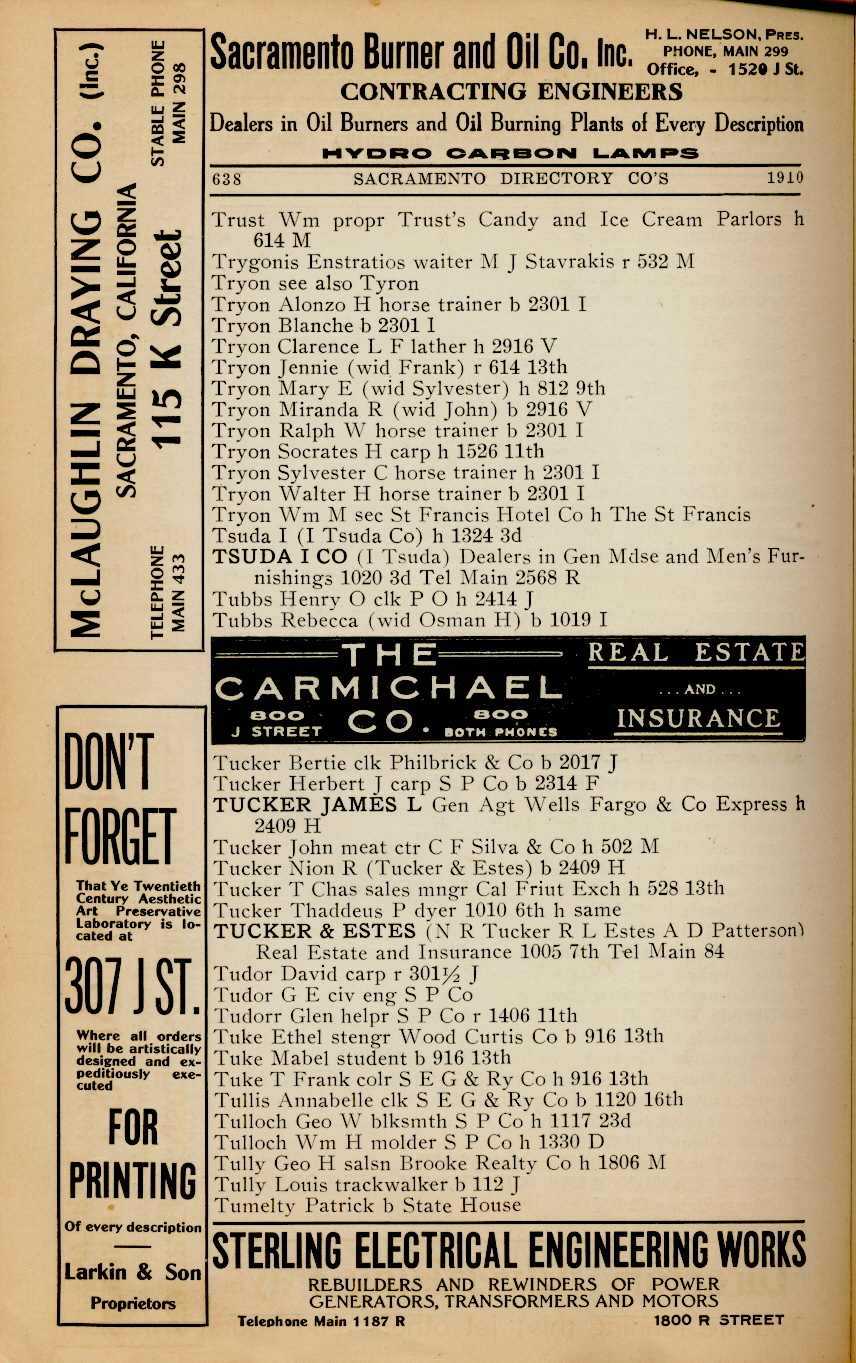 McLAUGHLIN DRAYING CO. (Inc.)
SACRAMENTO, CALIFORNIA
TELEPHONE
MAIN 433
115 K Street
STABLE PHONE
MAIN 298
Sacramento Burner and Oil Co. Inc.
H. L. NELSON, PRES.
PHONE, MAIN 299
Office, - 1520 J St.
CONTRACTING ENGINEERS
Dealers in Oil Burners and Oil Burning Plants of Every Description
HYDRO CARBON LAMPS
638 SACRAMENTO DIRECTORY CO'S 1910
Trust Wm propr Trust's Candy and Ice Cream Parlors h
614 M
Trygonis Enstratios waiter M J Stavrakis r 532 M
Tryon see also Tyron
Tryon Alonzo H horse trainer b 2301 I
Tryon Blanche b 2301 I
Tryon Clarence L F lather h 2916 V
Tryon Jennie (wid Frank) r 614 13th
Tryon Mary E (wid Sylvester) h 812 9th
Tryon Miranda R (wid John) b 2916 V
Tryon Ralph W horse trainer b 2301 I
Tryon Socrates H carp h 1526 11th
Tryon Sylvester C horse trainer h 2301 I
Tryon Walter H horse trainer b 2301 I
Tryon Wm M sec St Francis Hotel Co h The St Francis
Tsuda I (I Tsuda Co) h 1324 3d
TSUDA I CO (I Tsuda) Dealers in Gen Mdse and Men's Fur-
nishings 1020 3d Tel Main 2568 R
Tubbs Henry O clk P O h 2414 J
Tubbs Rebecca (wid Osman H) b 1019 I
THE
CARMICHAEL
800
J STREET
CO.
800
BOTH PHONES
REAL ESTATE
...AND...
INSURANCE
Tucker Bertie clk Philbrick & Co b 2017 J
Tucker Herbert J carp S P Co b 2314 F
TUCKER JAMES L Gen Agt Wells Fargo & Co Express h
2409 H
Tucker John meat ctr C F Silva & Co h 502 M
Tucker Nion R (Tucker & Estes) b 2409 H
Tucker T Chas sales mngr Cal Friut Exch h 528 13th
Tucker Thaddeus P dyer 1010 6th h same
TUCKER & ESTES (N R Tucker R L Estes A D Patterson)
Real Estate and Insurance 1005 7th Tel Main 84
Tudor David carp r 301½ J
Tudor G E civ eng S P Co
Tudorr Glen helpr S P Co r 1406 11th
Tuke Ethel stengr Wood Curtis Co b 916 13th
Tuke Mabel student b 916 13th
Tuke T Frank colr S E G & Ry Co h 916 13th
Tullis Annabelle clk S E G & Ry Co b 1120 16th
Tulloch Geo W blksmth S P Co h 1117 23d
Tulloch Wm H molder S P Co h 1330 D
Tully Geo H salsn Brooke Realty Co h 1806 M
Tully Louis trackwalker b 112 J
Tumelty Patrick b State House
DON'T
FORGET
That Ye Twentieth
Century Aesthetic
Art Preservative
Laboratory is lo-
cated at
307 J ST.
Where all orders
will be artistically
designed and ex-
peditiously exe-
cuted
FOR
PRINTING
Of every description
Larkin & Son
Proprietors
STERLING ELECTRICAL ENGINEERING WORKS
REBUILDERS AND REWINDERS OF POWER
GENERATORS, TRANSFORMERS AND MOTORS
Telephone Main 1187 R 1800 R STREET